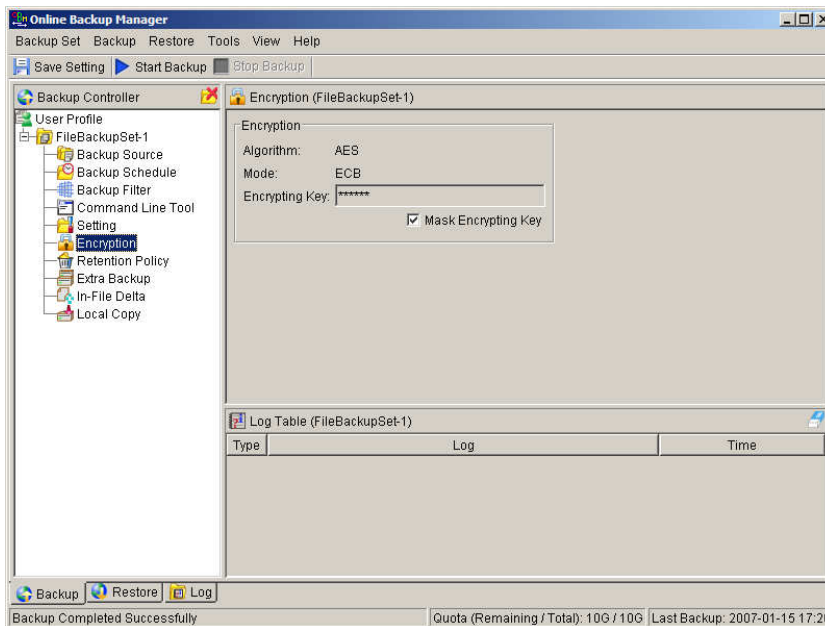 Online Backup Manager
Backup Set Backup Restore Tools View Help
Save Setting Start Backup Stop Backup
Backup Controller
User Profile
FileBackupSet-1
Backup Source
Backup Schedule
Backup Filter
Command Line Tool
Setting
Encryption
Retention Policy
Extra Backup
In-File Delta
Local Copy
Encryption (FileBackupSet-1)
Encryption
Algorithm: AES
Mode: ECB
Encrypting Key: ******
Mask Encrypting Key
Log Table (FileBackupSet-1)
Type Log Time
Backup Restore Log
Backup Completed Successfully Quota (Remaining / Total): 10G / 10G Last Backup: 2007-01-15